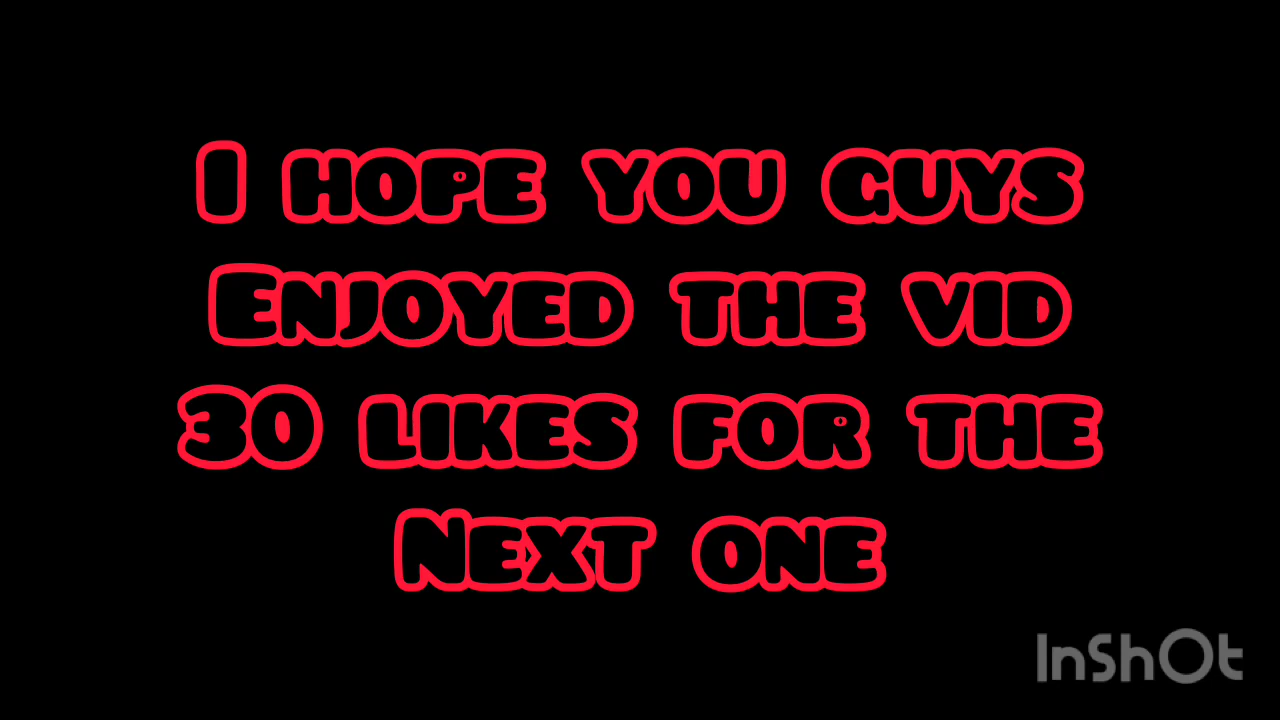 I hope you guys
Enjoyed the vid
30 likes for the
Next one
InShOt